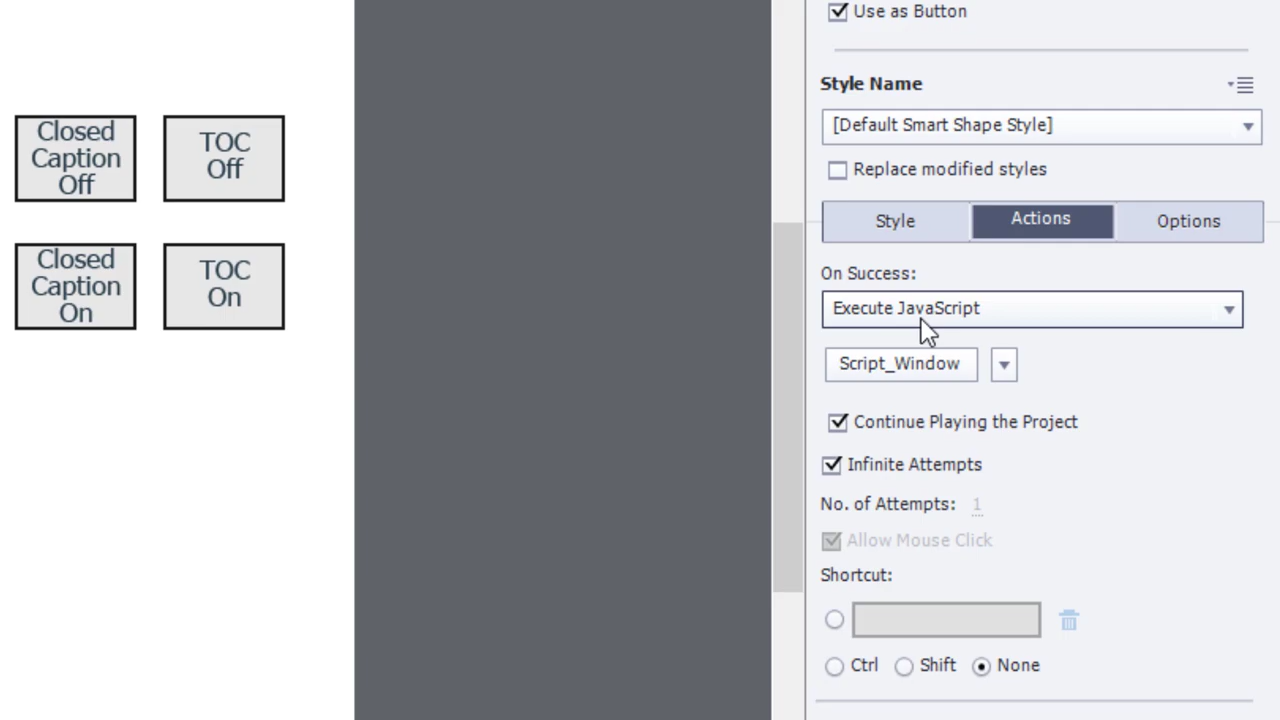 Closed
Caption
Off
TOC
Off
Closed
Caption
On
TOC
On
Use as Button
Style Name
[Default Smart Shape Style]
Replace modified styles
Style
Actions
Options
On Success:
Execute JavaScript
Script_Window
Continue Playing the Project
Infinite Attempts
No. of Attempts: 1
Allow Mouse Click
Shortcut:
Ctrl Shift None